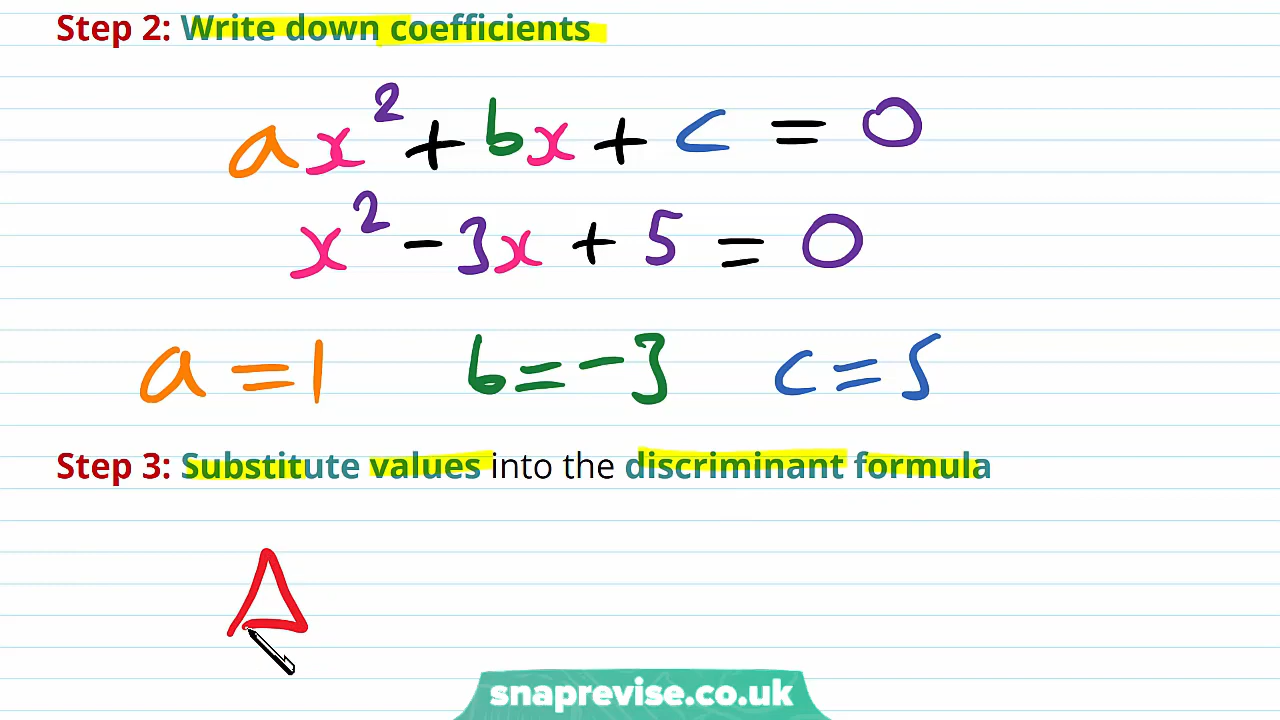 Step 2: Write down coefficients
ax² + bx + c = 0
x² - 3x + 5 = 0
a = 1 b = -3 c = 5
Step 3: Substitute values into the discriminant formula
Δ
snaprevise.co.uk